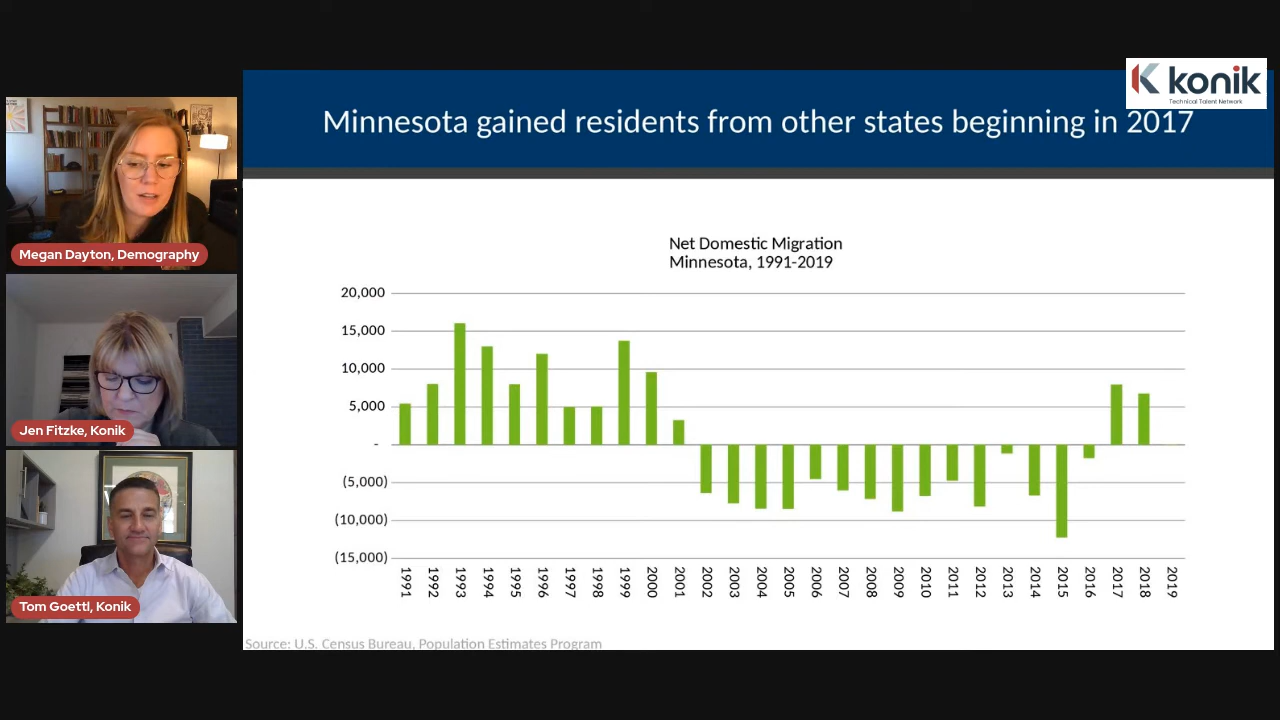 konik
Technical Talent Network
Minnesota gained residents from other states beginning in 2017
Megan Dayton, Demography
Jen Fitzke, Konik
Tom Goettl, Konik
Net Domestic Migration
Minnesota, 1991-2019
20,000
15,000
10,000
5,000
-
(5,000)
(10,000)
(15,000)
1991 1992 1993 1994 1995 1996 1997 1998 1999 2000 2001 2002 2003 2004 2005 2006 2007 2008 2009 2010 2011 2012 2013 2014 2015 2016 2017 2018 2019
Source: U.S. Census Bureau, Population Estimates Program